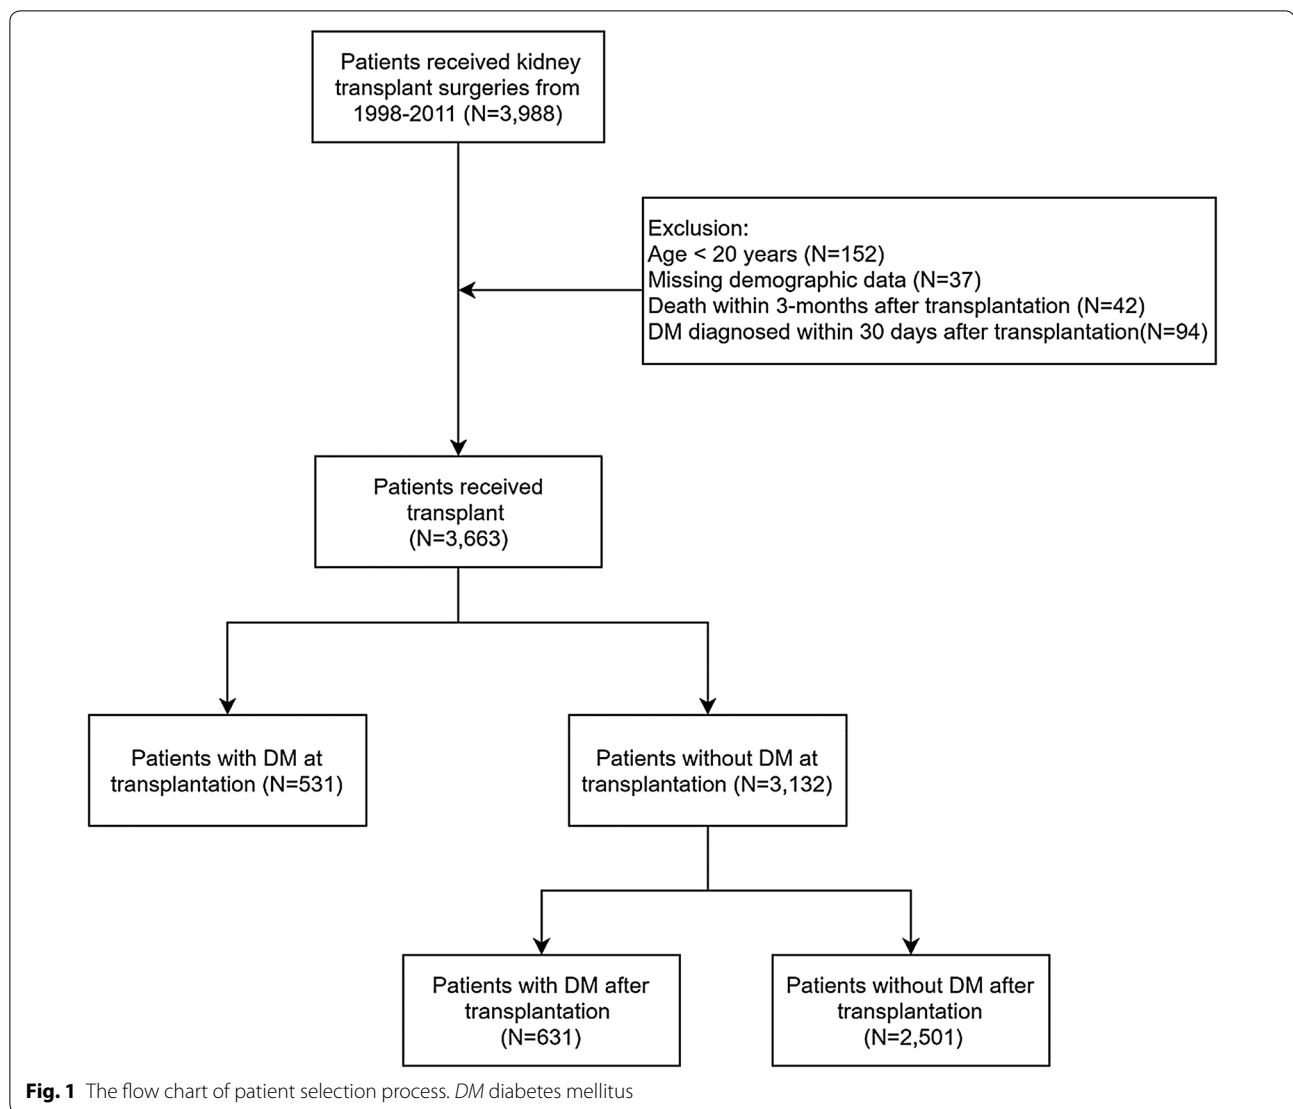 Patients received kidney
transplant surgeries from
1998-2011 (N=3,988)
Exclusion:
Age < 20 years (N=152)
Missing demographic data (N=37)
Death within 3-months after transplantation (N=42)
DM diagnosed within 30 days after transplantation(N=94)
Patients received
transplant
(N=3,663)
Patients with DM at
transplantation (N=531)
Patients without DM at
transplantation (N=3,132)
Patients with DM after
transplantation
(N=631)
Patients without DM after
transplantation
(N=2,501)
Fig. 1 The flow chart of patient selection process. DM diabetes mellitus